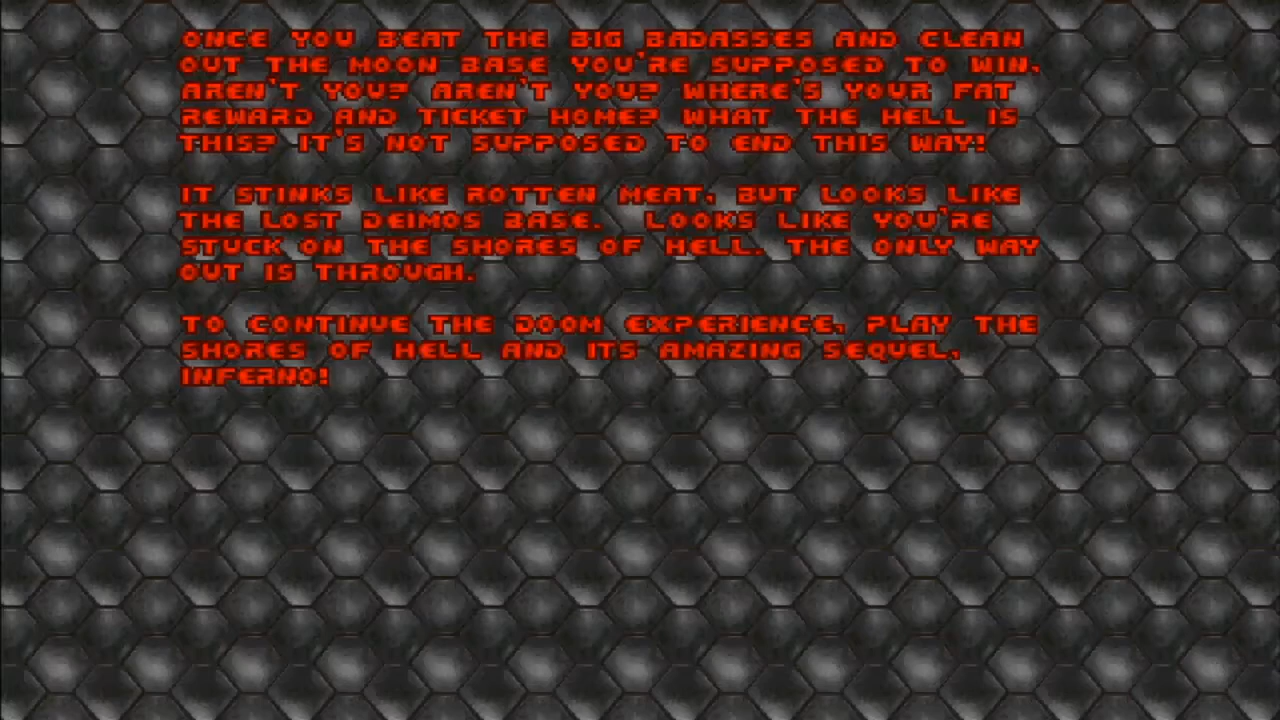 ONCE YOU BEAT THE BIG BADASSES AND CLEAN
OUT THE MOON BASE YOU'RE SUPPOSED TO WIN,
AREN'T YOU? AREN'T YOU? WHERE'S YOUR FAT
REWARD AND TICKET HOME? WHAT THE HELL IS
THIS? IT'S NOT SUPPOSED TO END THIS WAY!
IT STINKS LIKE ROTTEN MEAT, BUT LOOKS LIKE
THE LOST DEIMOS BASE.  LOOKS LIKE YOU'RE
STUCK ON THE SHORES OF HELL. THE ONLY WAY
OUT IS THROUGH.
TO CONTINUE THE DOOM EXPERIENCE, PLAY THE
SHORES OF HELL AND ITS AMAZING SEQUEL,
INFERNO!